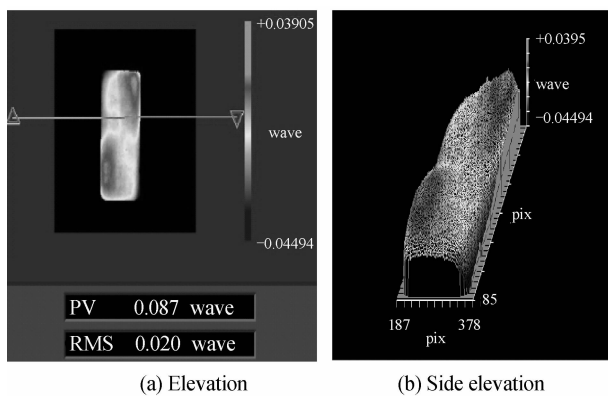 +0.03905
wave
−0.04494
PV 0.087 wave
RMS 0.020 wave
(a) Elevation
+0.0395
wave
−0.04494
pix
85
187 378
pix
(b) Side elevation